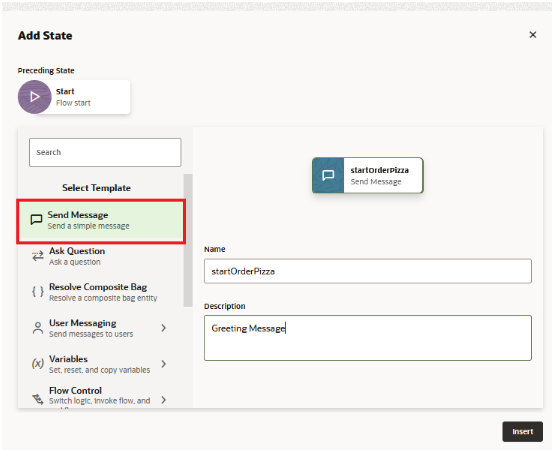 Add State
Preceding State
Start
Flow start
Search
Select Template
Send Message
Send a simple message
Ask Question
Ask a question
Resolve Composite Bag
Resolve a composite bag entity
User Messaging
Send messages to users
(x) Variables
Set, reset, and copy variables
Flow Control
Switch logic, invoke flow, and
startOrderPizza
Send Message
Name
startOrderPizza
Description
Greeting Message
Insert